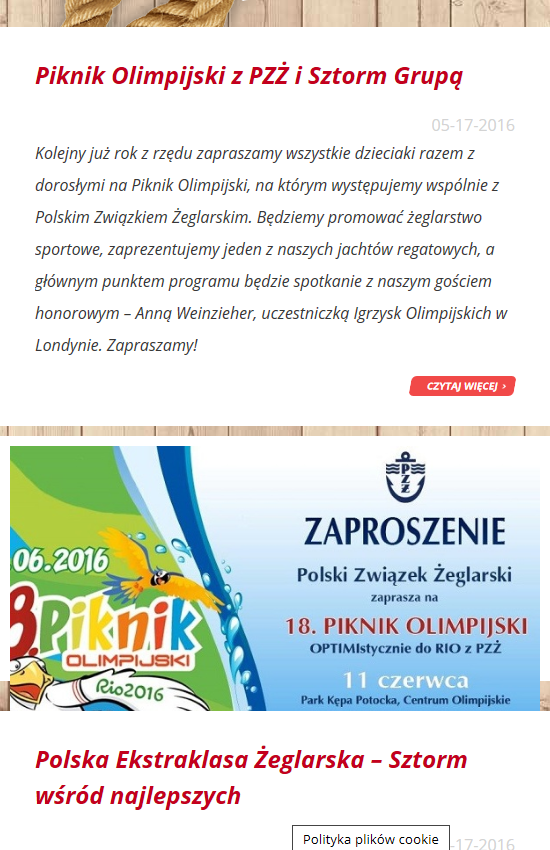 Piknik Olimpijski z PZŻ i Sztorm Grupą
05-17-2016
Kolejny już rok z rzędu zapraszamy wszystkie dzieciaki razem z
dorosłymi na Piknik Olimpijski, na którym występujemy wspólnie z
Polskim Związkiem Żeglarskim. Będziemy promować żeglarstwo
sportowe, zaprezentujemy jeden z naszych jachtów regatowych, a
głównym punktem programu będzie spotkanie z naszym gościem
honorowym – Anną Weinzieher, uczestniczką Igrzysk Olimpijskich w
Londynie. Zapraszamy!
CZYTAJ WIĘCEJ ›
06.2016
8.Piknik
OLIMPIJSKI
Rio2016
PZŻ
ZAPROSZENIE
Polski Związek Żeglarski
zaprasza na
18. PIKNIK OLIMPIJSKI
OPTIMIstycznie do RIO z PZŻ
11 czerwca
Park Kępa Potocka, Centrum Olimpijskie
Polska Ekstraklasa Żeglarska – Sztorm
wśród najlepszych
-17-2016
Polityka plików cookie